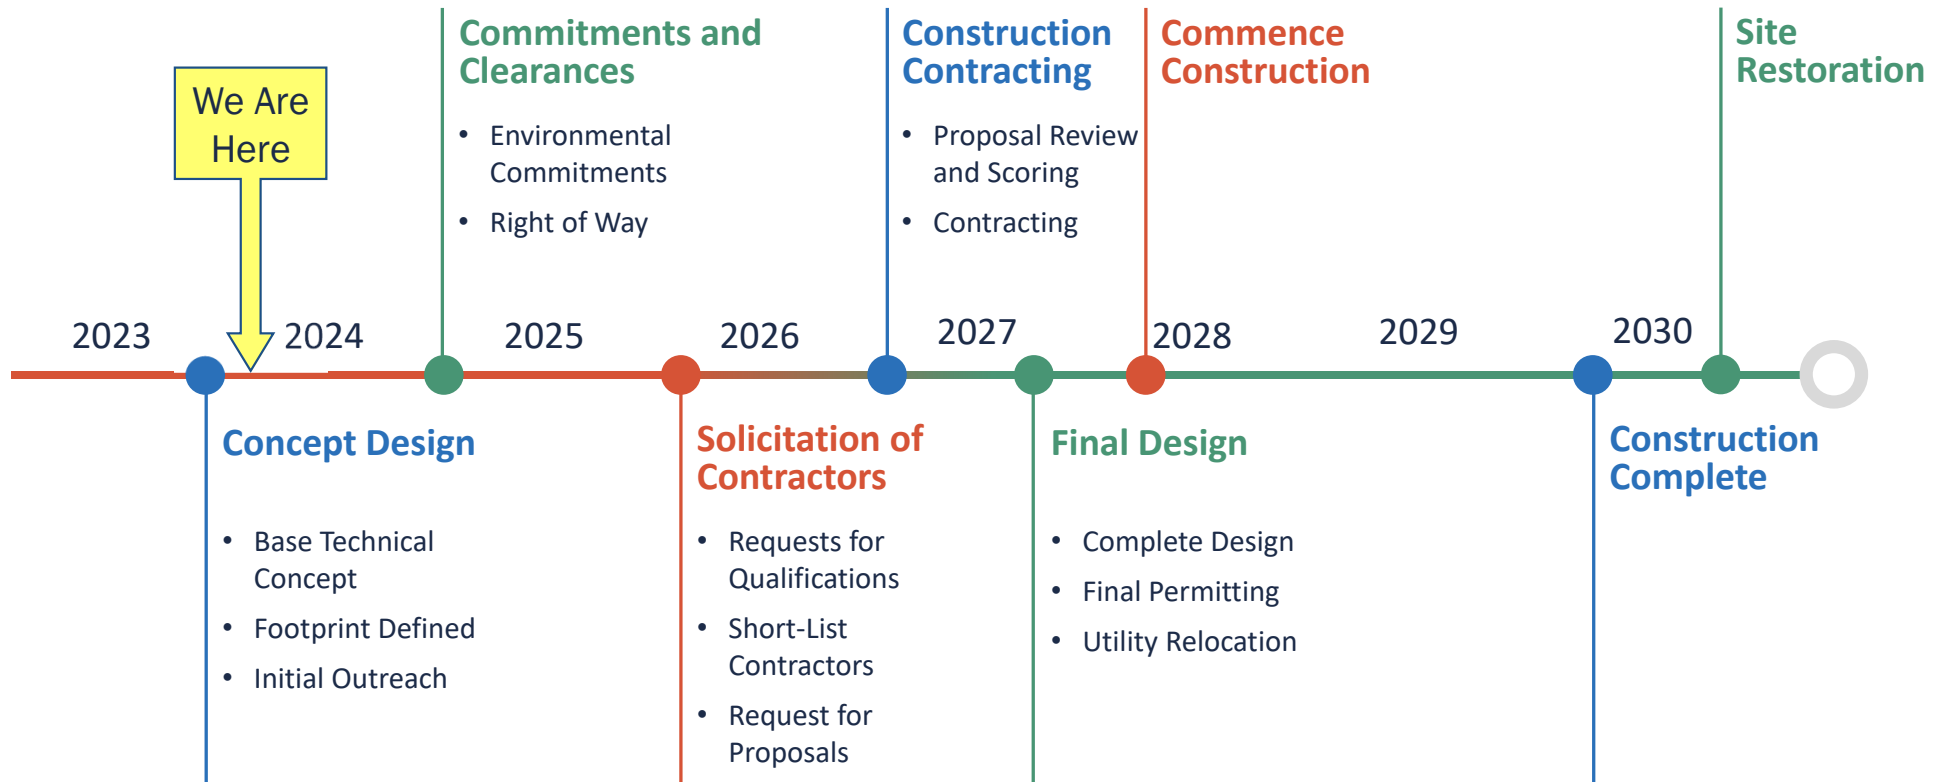 We Are
Here
Commitments and
Clearances
• Environmental
Commitments
• Right of Way
Construction
Contracting
• Proposal Review
and Scoring
• Contracting
Commence
Construction
Site
Restoration
2023
2024
2025
2026
2027
2028
2029
2030
Concept Design
• Base Technical
Concept
• Footprint Defined
• Initial Outreach
Solicitation of
Contractors
• Requests for
Qualifications
• Short-List
Contractors
• Request for
Proposals
Final Design
• Complete Design
• Final Permitting
• Utility Relocation
Construction
Complete